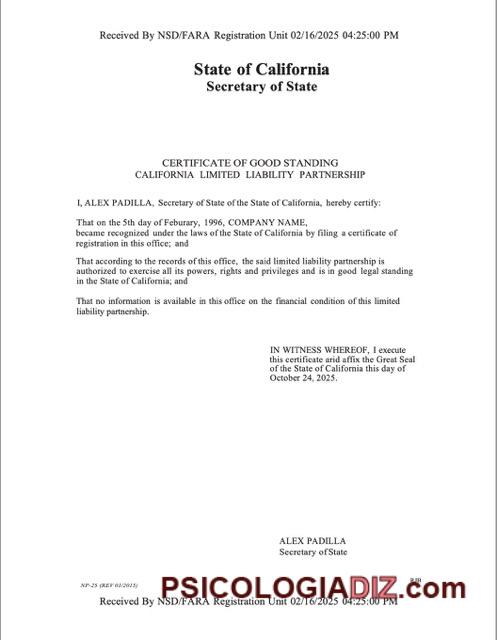 Received By NSD/FARA Registration Unit 02/16/2025 04:25:00 PM
State of California
Secretary of State
CERTIFICATE OF GOOD STANDING
CALIFORNIA LIMITED LIABILITY PARTNERSHIP
I, ALEX PADILLA, Secretary of State of the State of California, hereby certify:
That on the 5th day of Feburary, 1996, COMPANY NAME,
became recognized under the laws of the State of California by filing a certificate of
registration in this office; and
That according to the records of this office, the said limited liability partnership is
authorized to exercise all its powers, rights and privileges and is in good legal standing
in the State of California; and
That no information is available in this office on the financial condition of this limited
liability partnership.
IN WITNESS WHEREOF, I execute
this certificate arid affix the Great Seal
of the State of California this day of
October 24, 2025.
ALEX PADILLA
Secretary of State
NP-25 (REV 01/2015)
PSICOLOGIADIZ.com
Received By NSD/FARA Registration Unit 02/16/2025 04:25:00 PM